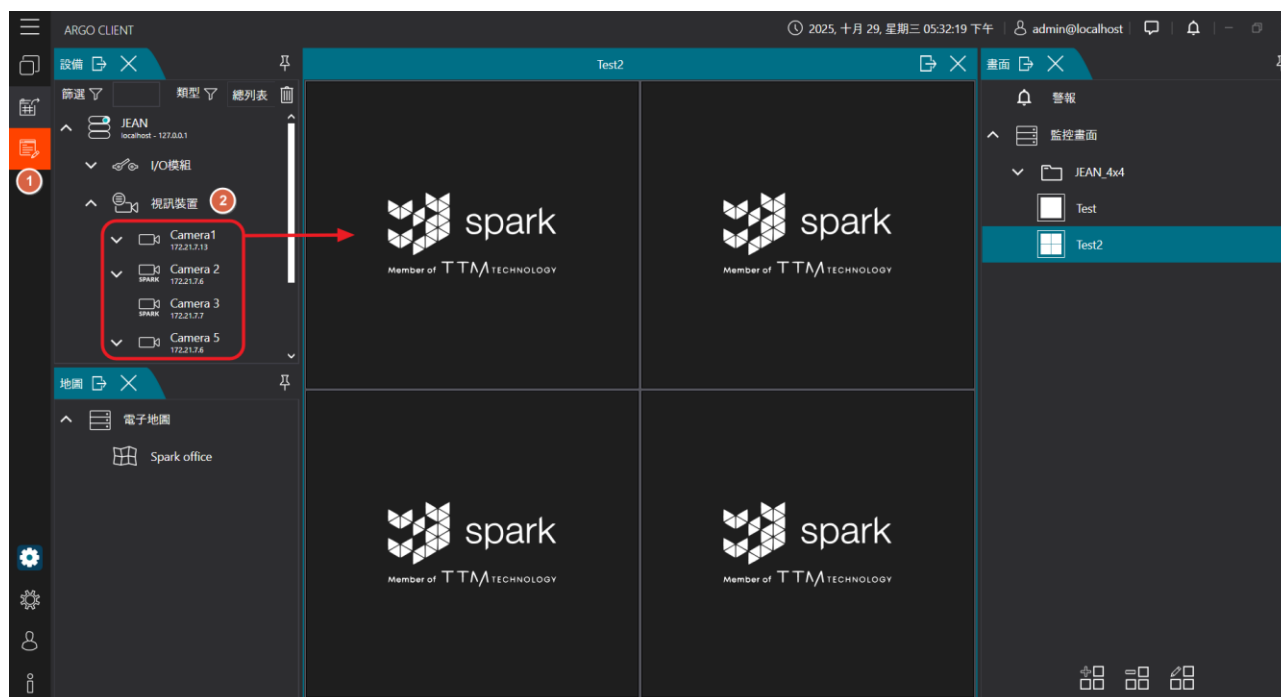 ARGO CLIENT
2025, 十月 29, 星期三 05:32:19 下午
admin@localhost
設備
篩選
類型
總列表
JEAN
localhost - 127.0.0.1
I/O模組
視訊裝置
Camera1
172.21.7.13
Camera 2
172.21.7.6
SPARK
Camera 3
172.21.7.7
SPARK
Camera 5
172.21.7.6
1
2
地圖
電子地圖
Spark office
Test2
spark
Member of TTM TECHNOLOGY
spark
Member of TTM TECHNOLOGY
spark
Member of TTM TECHNOLOGY
spark
Member of TTM TECHNOLOGY
畫面
警報
監控畫面
JEAN_4x4
Test
Test2